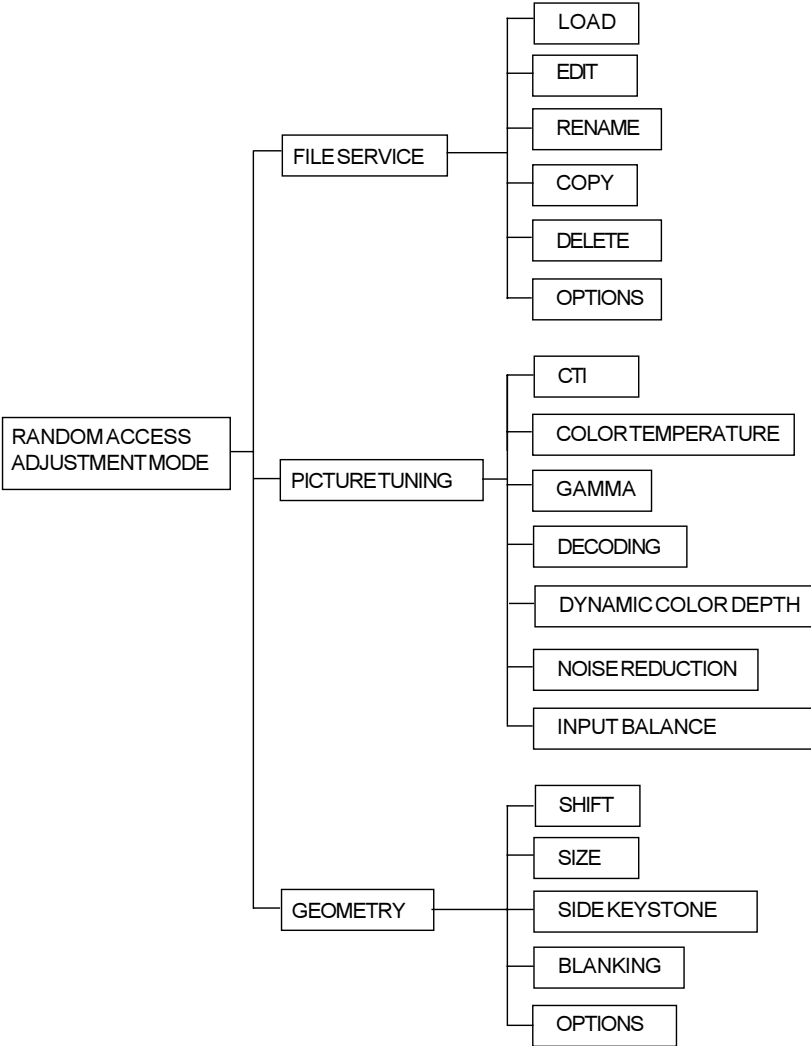 LOAD
EDIT
RENAME
FILE SERVICE
COPY
DELETE
OPTIONS
CTI
RANDOM ACCESS
ADJUSTMENT MODE
COLOR TEMPERATURE
PICTURE TUNING
GAMMA
DECODING
DYNAMIC COLOR DEPTH
NOISE REDUCTION
INPUT BALANCE
SHIFT
SIZE
GEOMETRY
SIDE KEYSTONE
BLANKING
OPTIONS